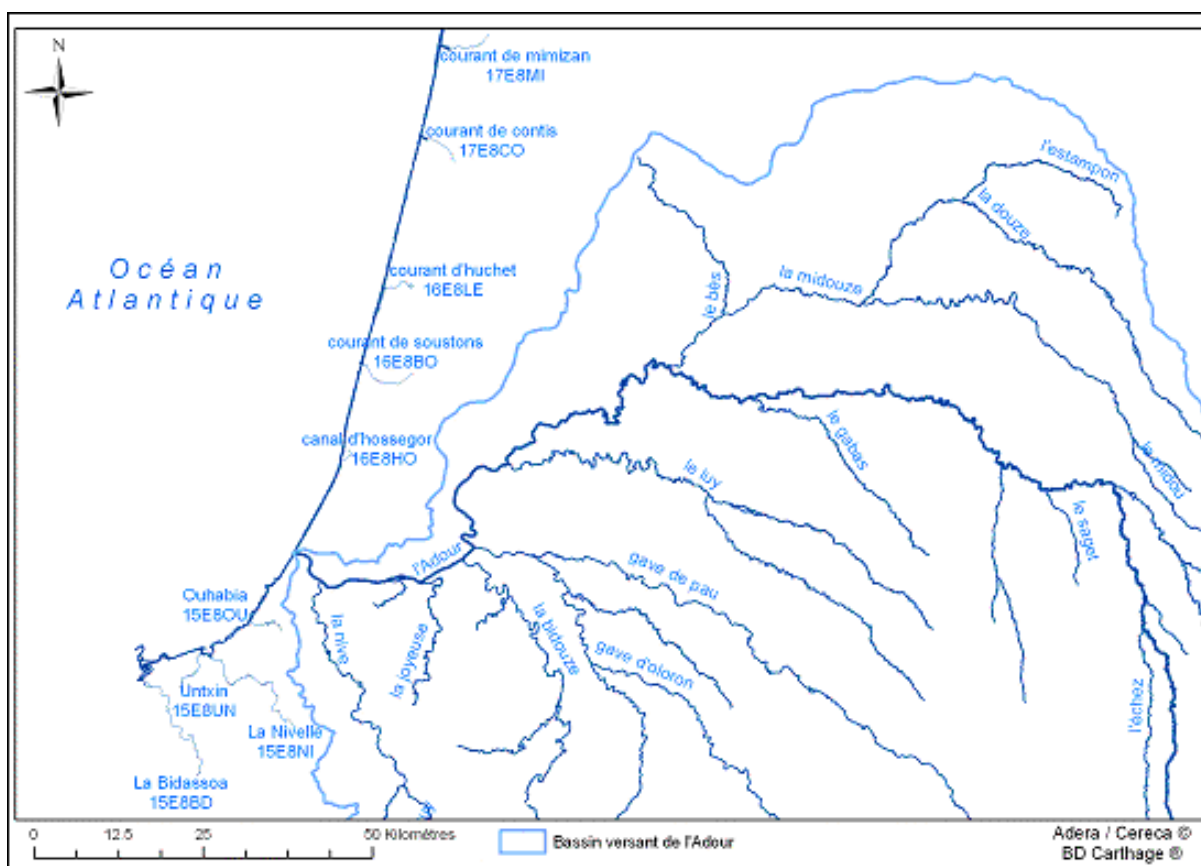 N
courant de mimizan
17E8MI
courant de contis
17E8CO
l'estampon
la douze
Océan
Atlantique
courant d'huchet
16E8LE
la midouze
le bès
courant de soustons
16E8BO
canal d'hossegor
16E8HO
le gabas
le luy
le midou
le saget
l'Adour
gave de pau
Ouhabia
15E8OU
la nive
la joyeuse
la bidouze
gave d'oloron
Untxin
15E8UN
La Nivelle
15E8NI
l'échez
La Bidassoa
15E8BD
0 12.5 25 50 Kilomètres
Bassin versant de l'Adour
Adera / Cereca ©
BD Carthage ®